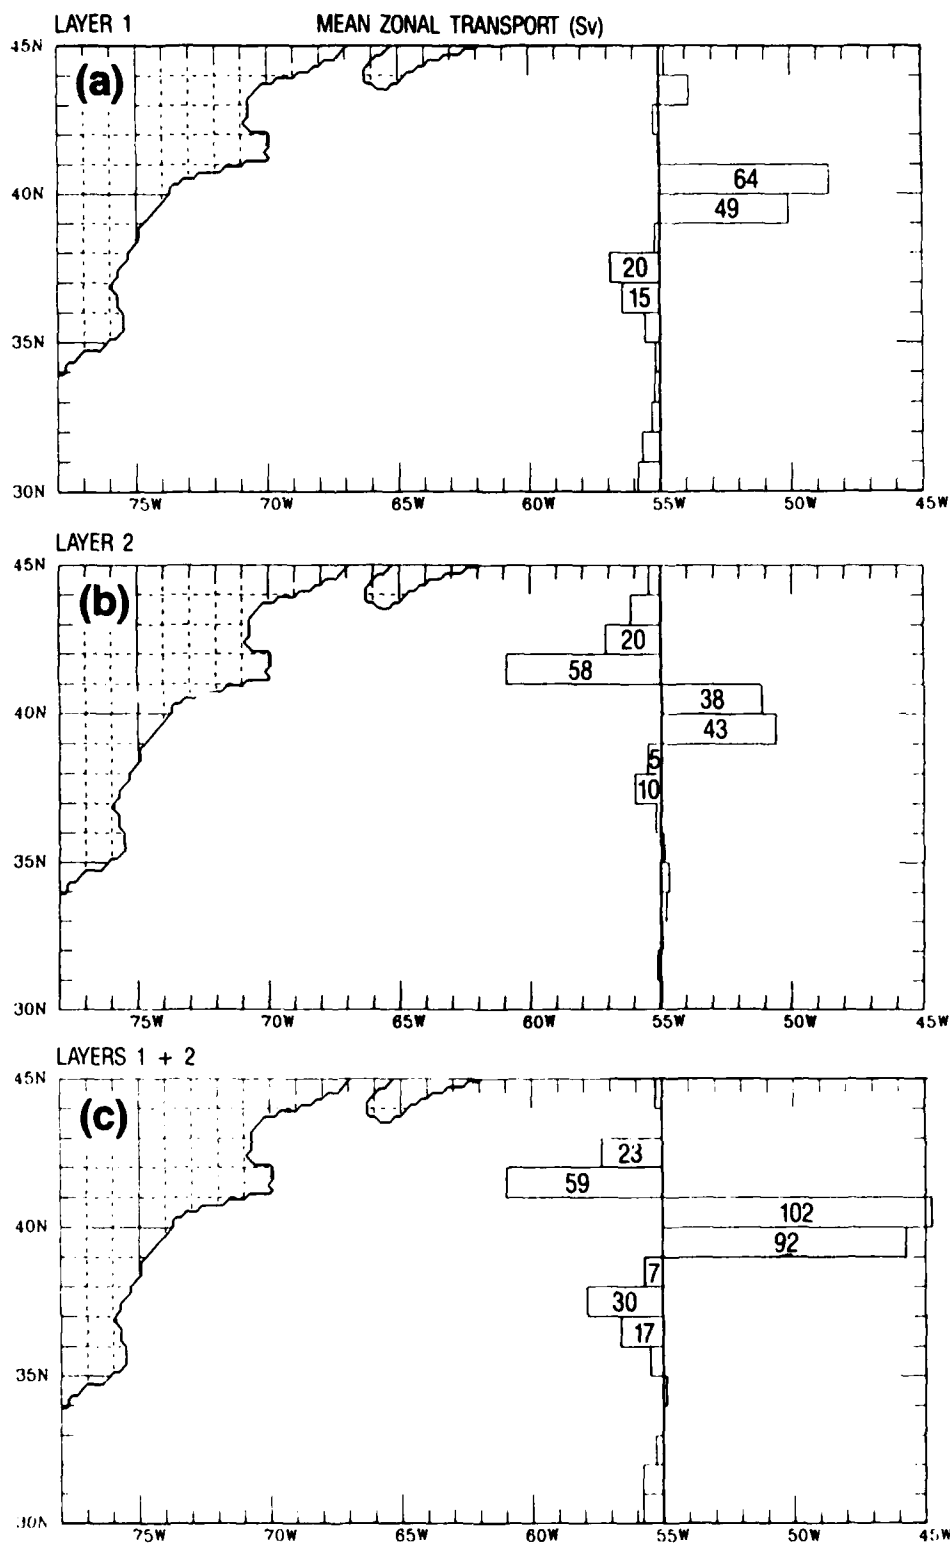 LAYER 1 MEAN ZONAL TRANSPORT (Sv)
45N
(a)
64
40N
49
20
15
35N
30N
75W 70W 65W 60W 55W 50W 45W
LAYER 2
45N
(b)
20
58
38
40N
43
5
10
35N
30N
75W 70W 65W 60W 55W 50W 45W
LAYERS 1 + 2
45N
(c)
23
59
102
40N
92
7
30
17
35N
30N
75W 70W 65W 60W 55W 50W 45W